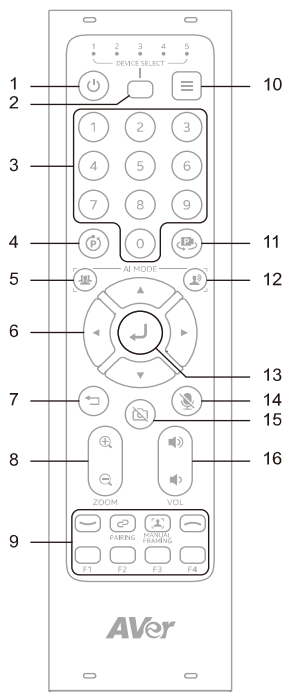 1 2 3 4 5
DEVICE SELECT
1
2
10
1 2 3
3
4 5 6
7 8 9
4
P
0
P
11
5
AI MODE
12
6
13
7
14
15
8
16
ZOOM
VOL
9
PAIRING
MANUAL
FRAMING
F1 F2 F3 F4
AVer